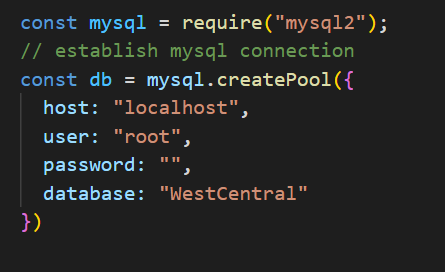 const mysql = require("mysql2");
// establish mysql connection
const db = mysql.createPool({
  host: "localhost",
  user: "root",
  password: "",
  database: "WestCentral"
})